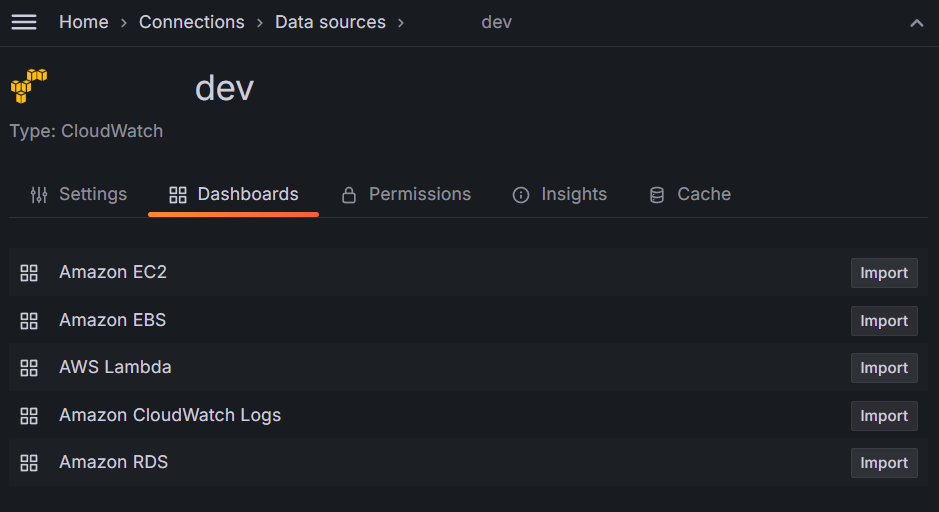 Home > Connections > Data sources > dev
dev
Type: CloudWatch
Settings Dashboards Permissions Insights Cache
Amazon EC2 Import
Amazon EBS Import
AWS Lambda Import
Amazon CloudWatch Logs Import
Amazon RDS Import